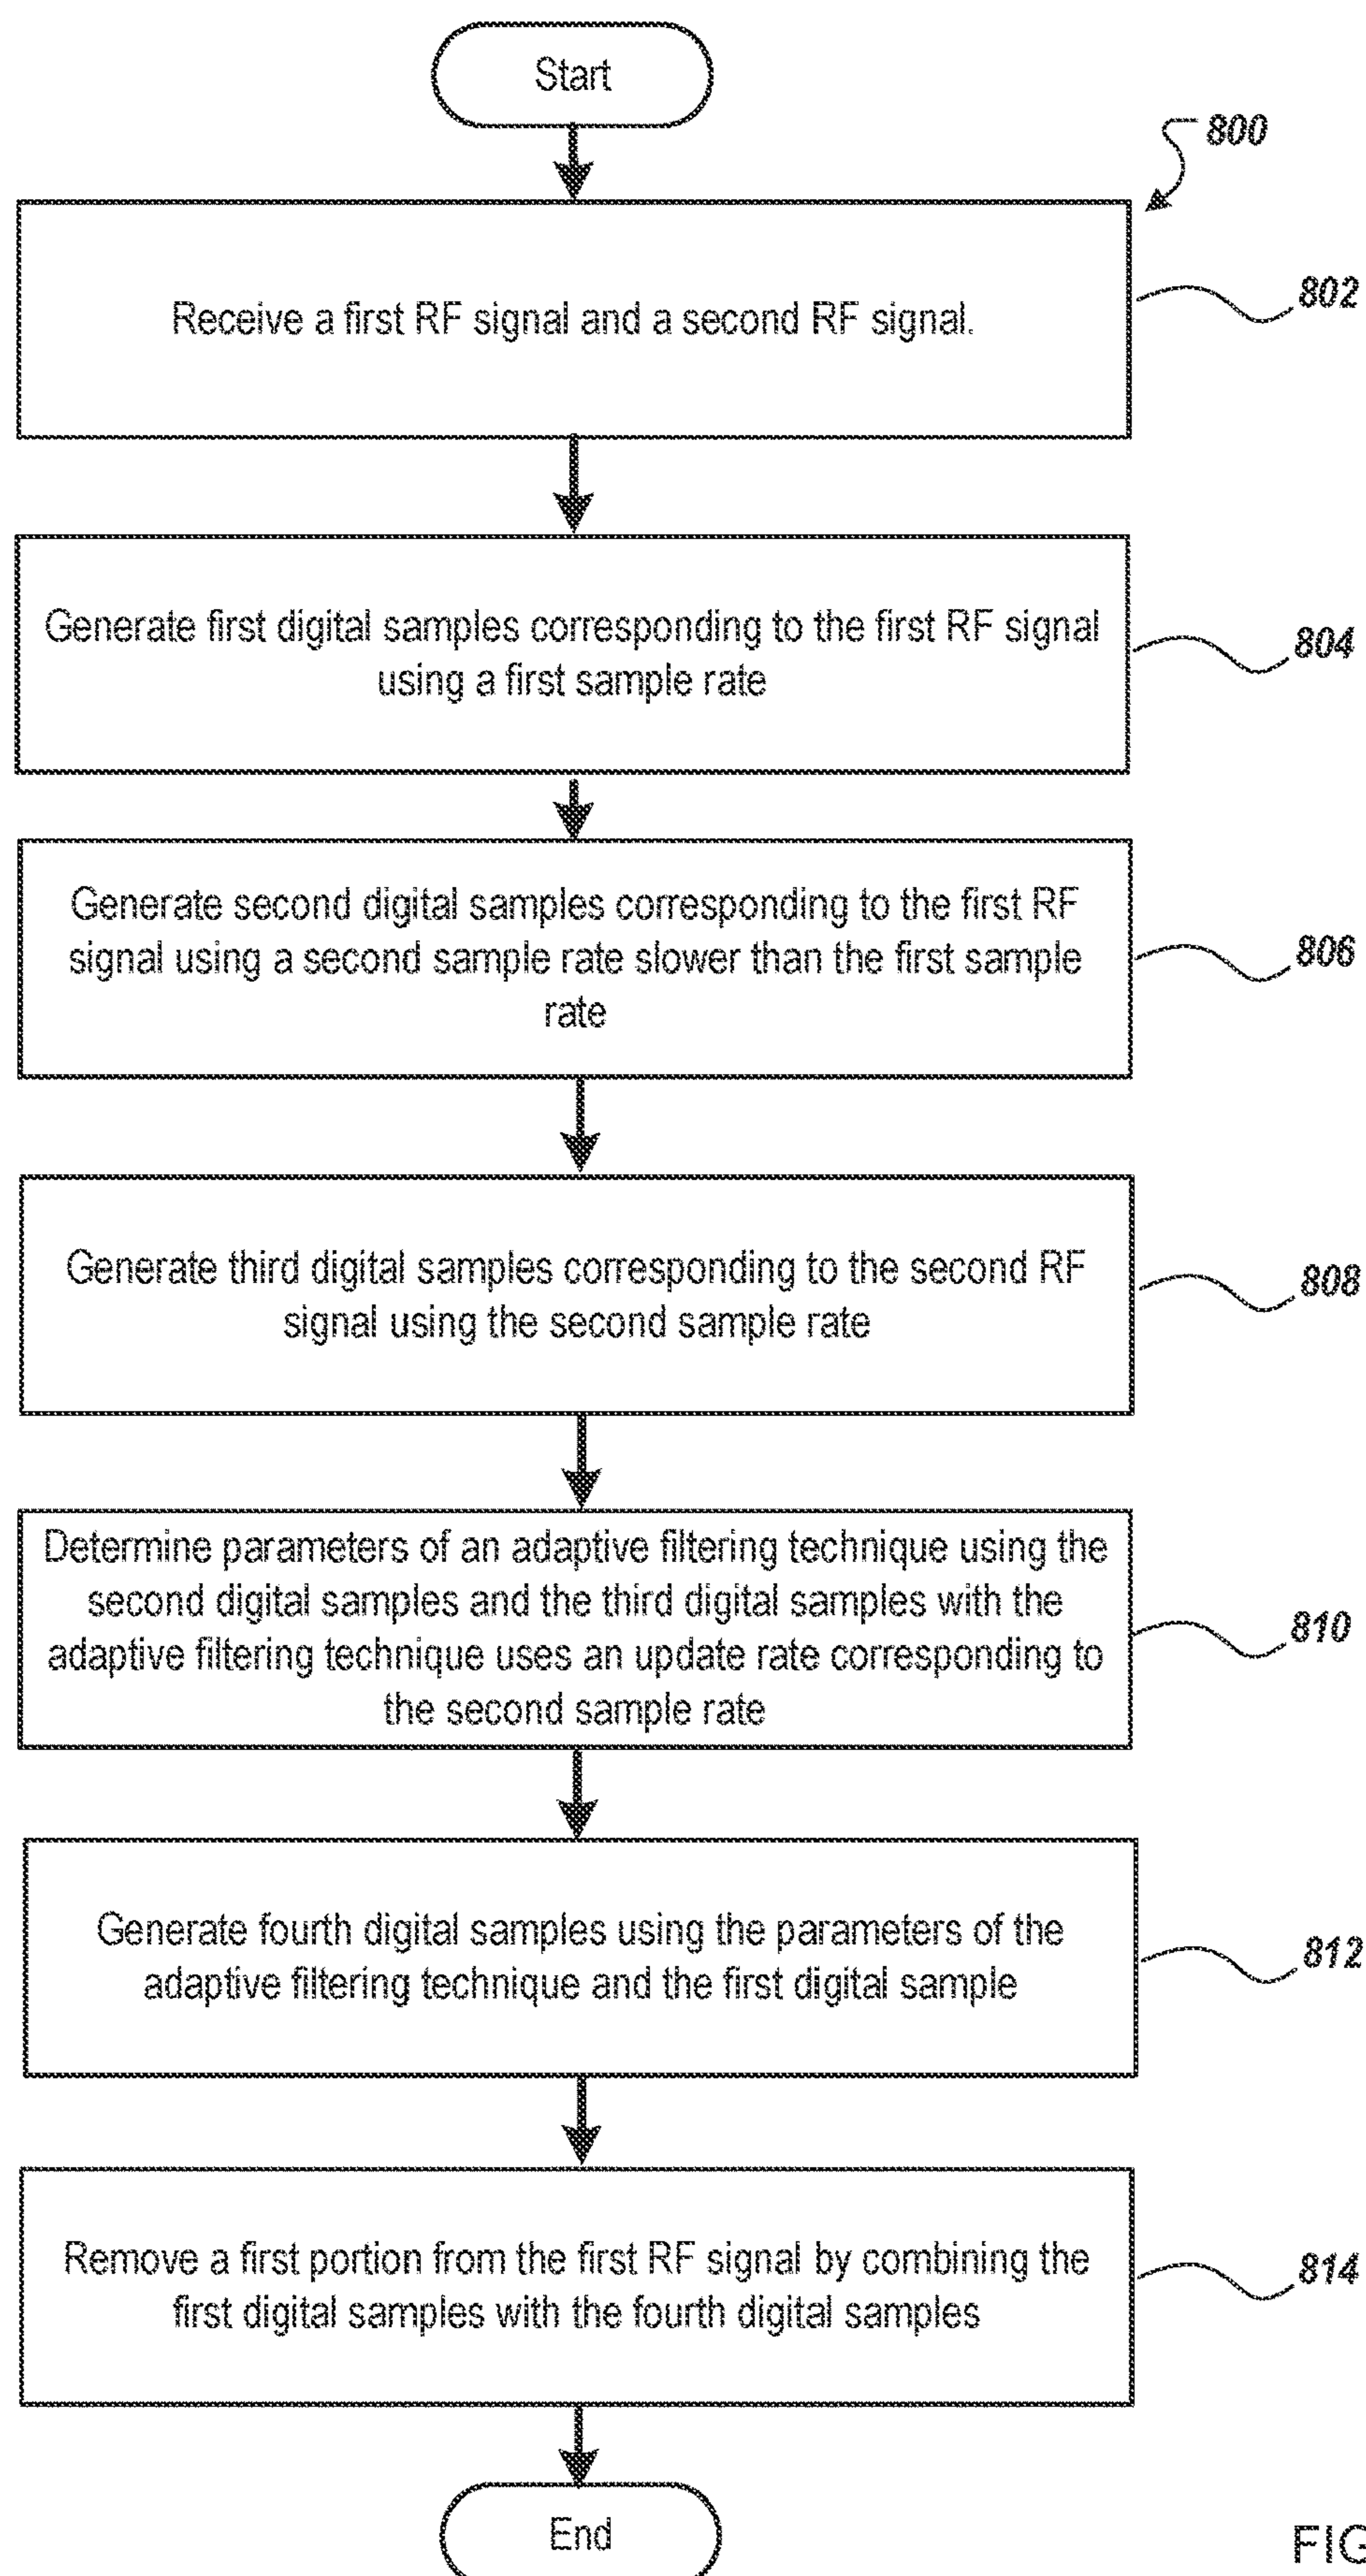 Start
800
Receive a first RF signal and a second RF signal.
802
Generate first digital samples corresponding to the first RF signal
using a first sample rate
804
Generate second digital samples corresponding to the first RF
signal using a second sample rate slower than the first sample
rate
806
Generate third digital samples corresponding to the second RF
signal using the second sample rate
808
Determine parameters of an adaptive filtering technique using the
second digital samples and the third digital samples with the
adaptive filtering technique uses an update rate corresponding to
the second sample rate
810
Generate fourth digital samples using the parameters of the
adaptive filtering technique and the first digital sample
812
Remove a first portion from the first RF signal by combining the
first digital samples with the fourth digital samples
814
End
FIG